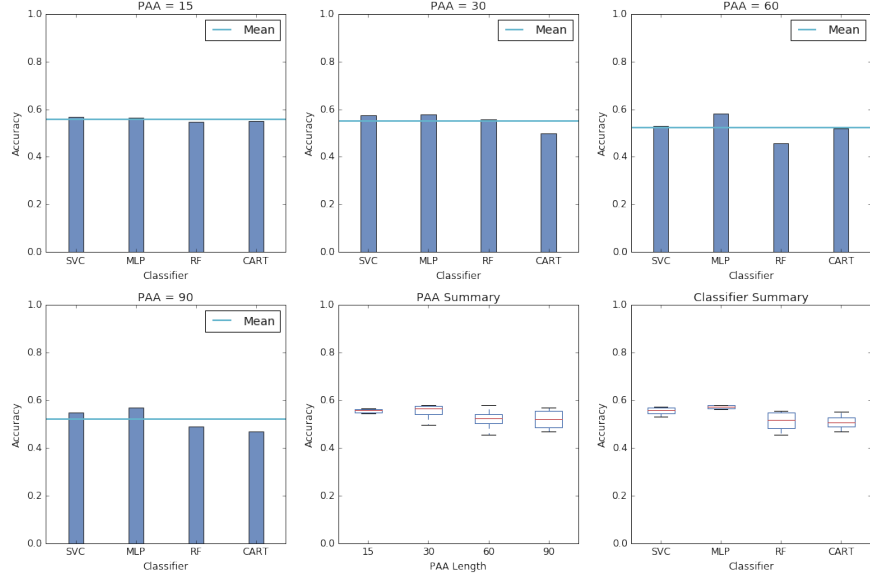 PAA = 15
Mean
1.0
0.8
0.6
0.4
0.2
0.0
Accuracy
SVC MLP RF CART
Classifier
PAA = 30
Mean
1.0
0.8
0.6
0.4
0.2
0.0
Accuracy
SVC MLP RF CART
Classifier
PAA = 60
Mean
1.0
0.8
0.6
0.4
0.2
0.0
Accuracy
SVC MLP RF CART
Classifier
PAA = 90
Mean
1.0
0.8
0.6
0.4
0.2
0.0
Accuracy
SVC MLP RF CART
Classifier
PAA Summary
1.0
0.8
0.6
0.4
0.2
0.0
Accuracy
15 30 60 90
PAA Length
Classifier Summary
1.0
0.8
0.6
0.4
0.2
0.0
Accuracy
SVC MLP RF CART
Classifier